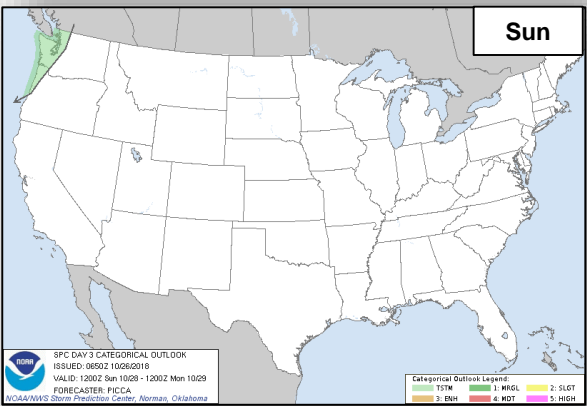 Sun
noaa
SPC DAY 3 CATEGORICAL OUTLOOK
ISSUED: 0650Z 10/26/2018
VALID: 1200Z Sun 10/28 - 1200Z Mon 10/29
FORECASTER: PICCA
NOAA/NWS Storm Prediction Center, Norman, Oklahoma
Categorical Outlook Legend:
TSTM 1: MRGL 2: SLGT
3: ENH 4: MDT 5: HIGH